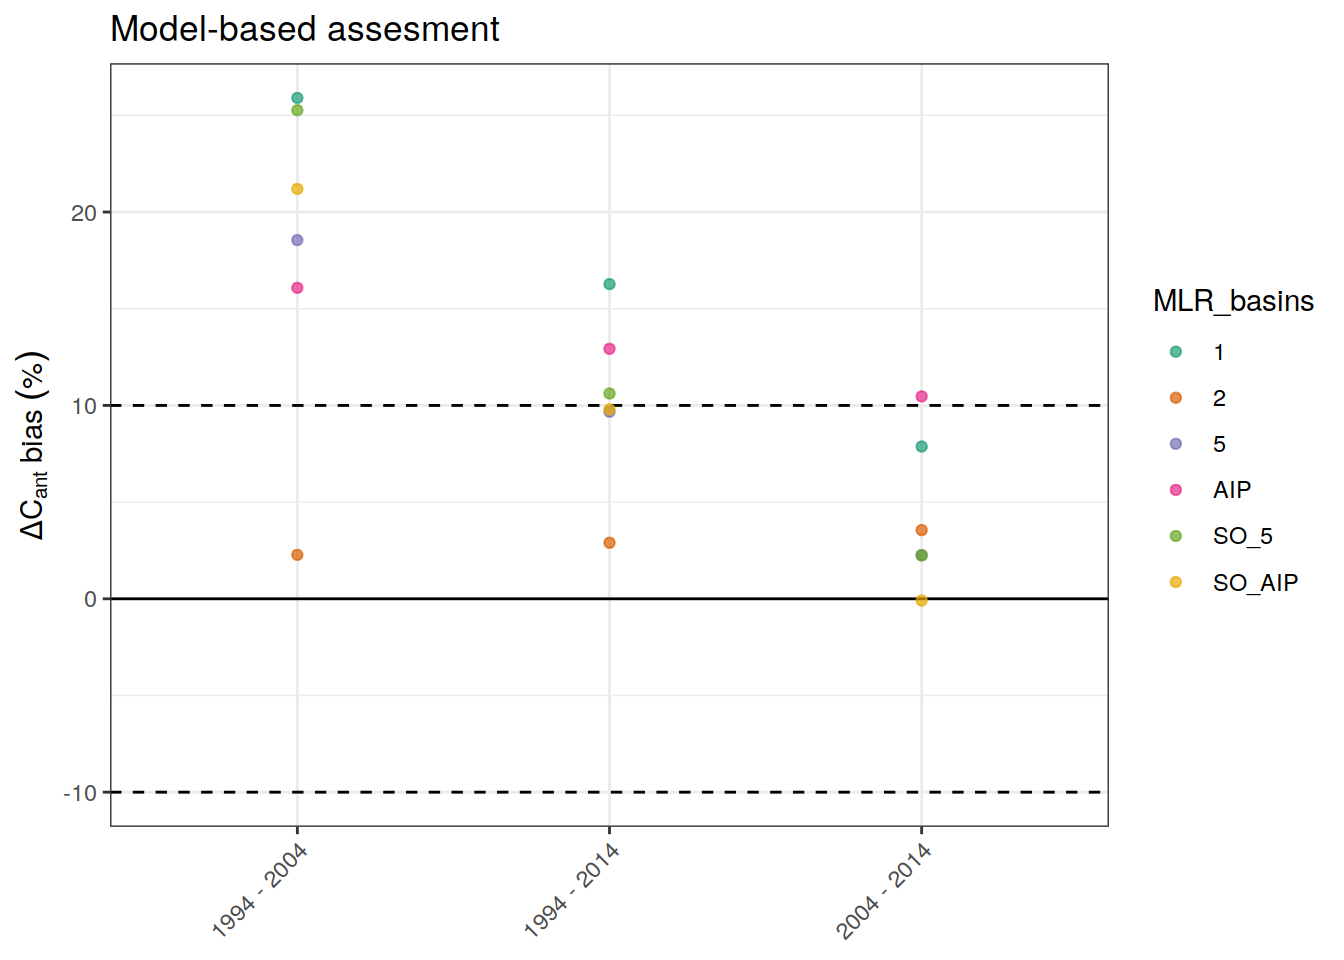 Model-based assesment
ΔCant bias (%)
20
10
0
-10
1994 - 2004
1994 - 2014
2004 - 2014
MLR_basins
1
2
5
AIP
SO_5
SO_AIP